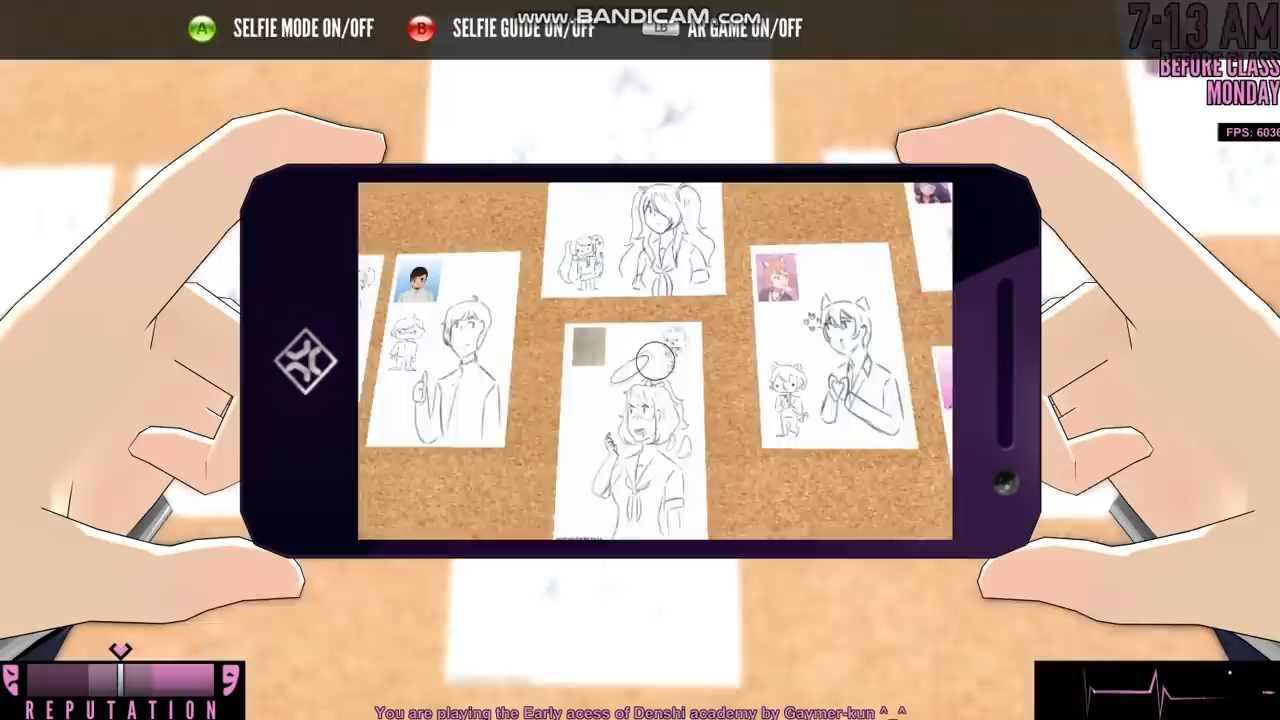 www.BANDICAM.com
A SELFIE MODE ON/OFF B SELFIE GUIDE ON/OFF LB AR GAME ON/OFF
7:13 AM
BEFORE CLASS
MONDAY
FPS: 6036
REPUTATION
You are playing the Early acess of Denshi academy by Gaymer-kun ^_^